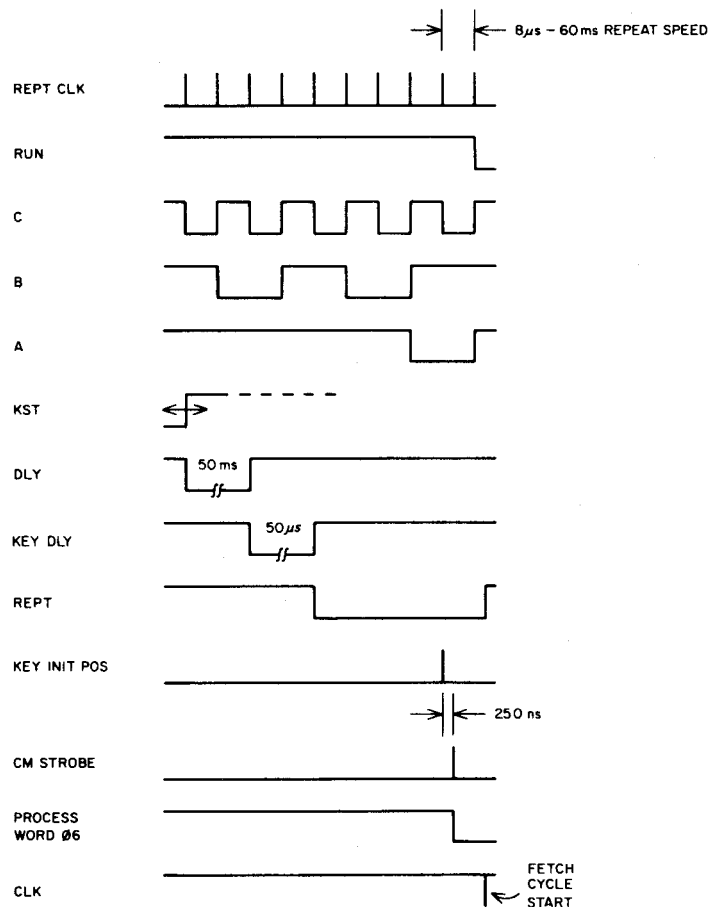 8μs – 60ms REPEAT SPEED
REPT CLK
RUN
C
B
A
KST
DLY
50 ms
KEY DLY
50μs
REPT
KEY INIT POS
250 ns
CM STROBE
PROCESS
WORD Ø6
CLK
FETCH
CYCLE
START